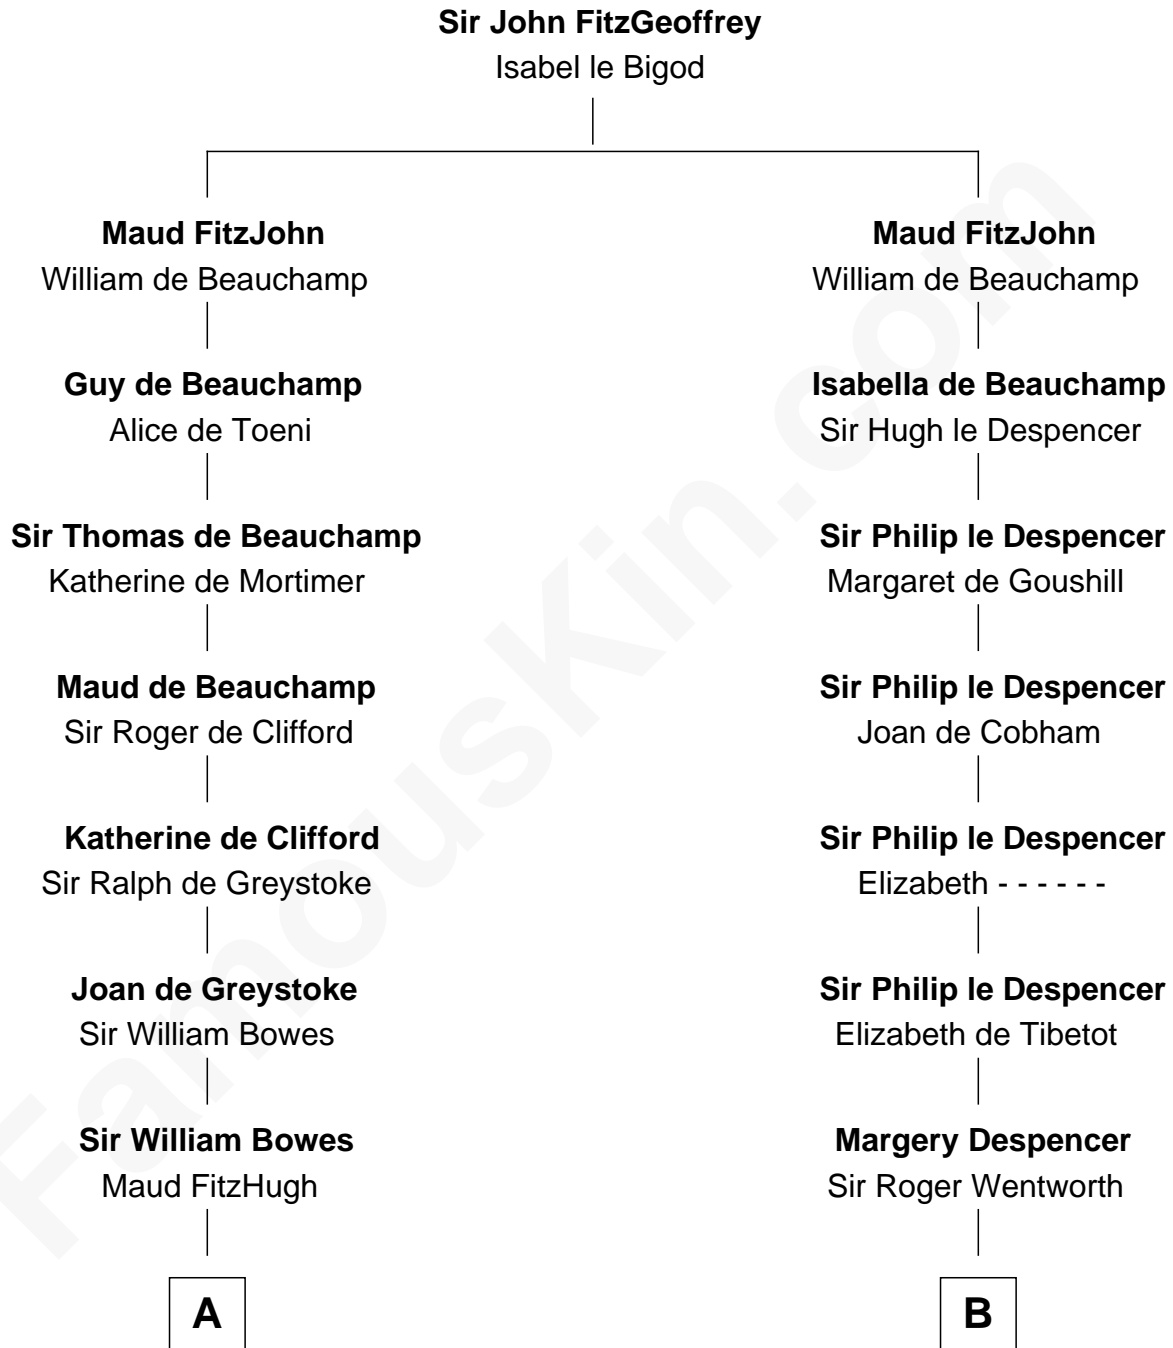 Sir John FitzGeoffrey
Isabel le Bigod
Maud FitzJohn
William de Beauchamp
Guy de Beauchamp
Alice de Toeni
Sir Thomas de Beauchamp
Katherine de Mortimer
Maud de Beauchamp
Sir Roger de Clifford
Katherine de Clifford
Sir Ralph de Greystoke
Joan de Greystoke
Sir William Bowes
Sir William Bowes
Maud FitzHugh
A
Maud FitzJohn
William de Beauchamp
Isabella de Beauchamp
Sir Hugh le Despencer
Sir Philip le Despencer
Margaret de Goushill
Sir Philip le Despencer
Joan de Cobham
Sir Philip le Despencer
Elizabeth - - - - - -
Sir Philip le Despencer
Elizabeth de Tibetot
Margery Despencer
Sir Roger Wentworth
B
FamousKin.com